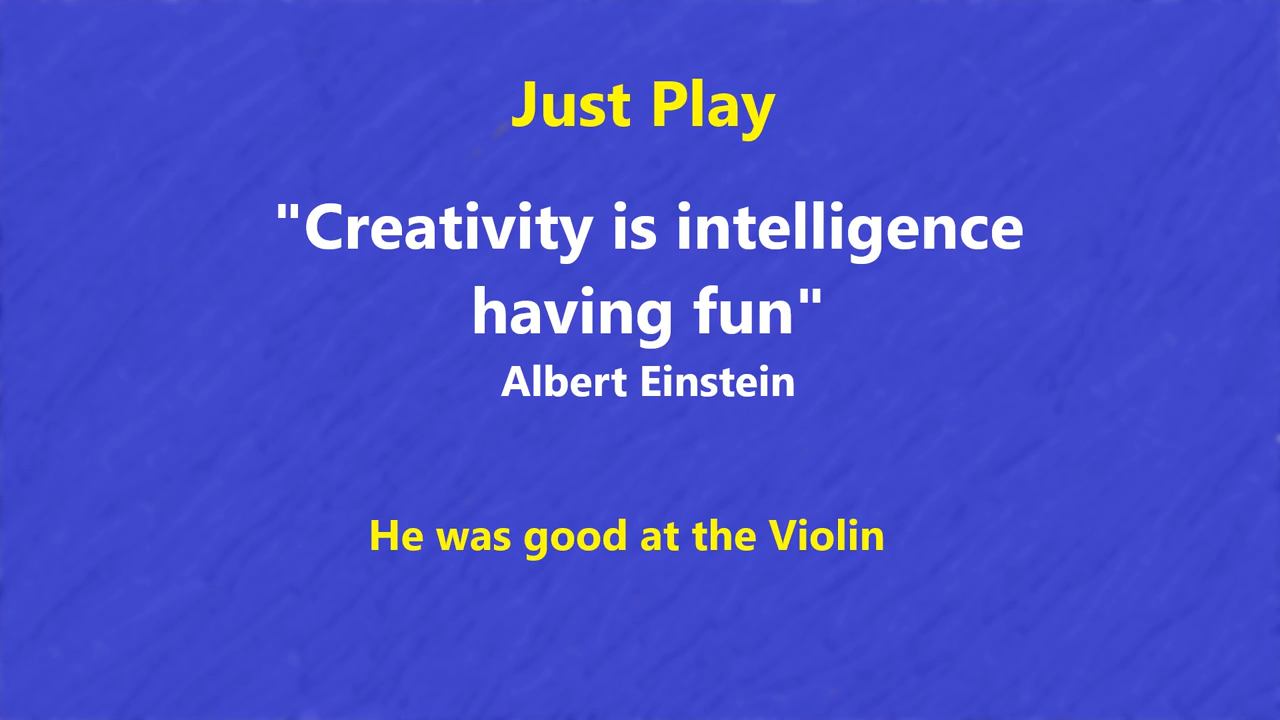 Just Play
"Creativity is intelligence
having fun"
Albert Einstein
He was good at the Violin